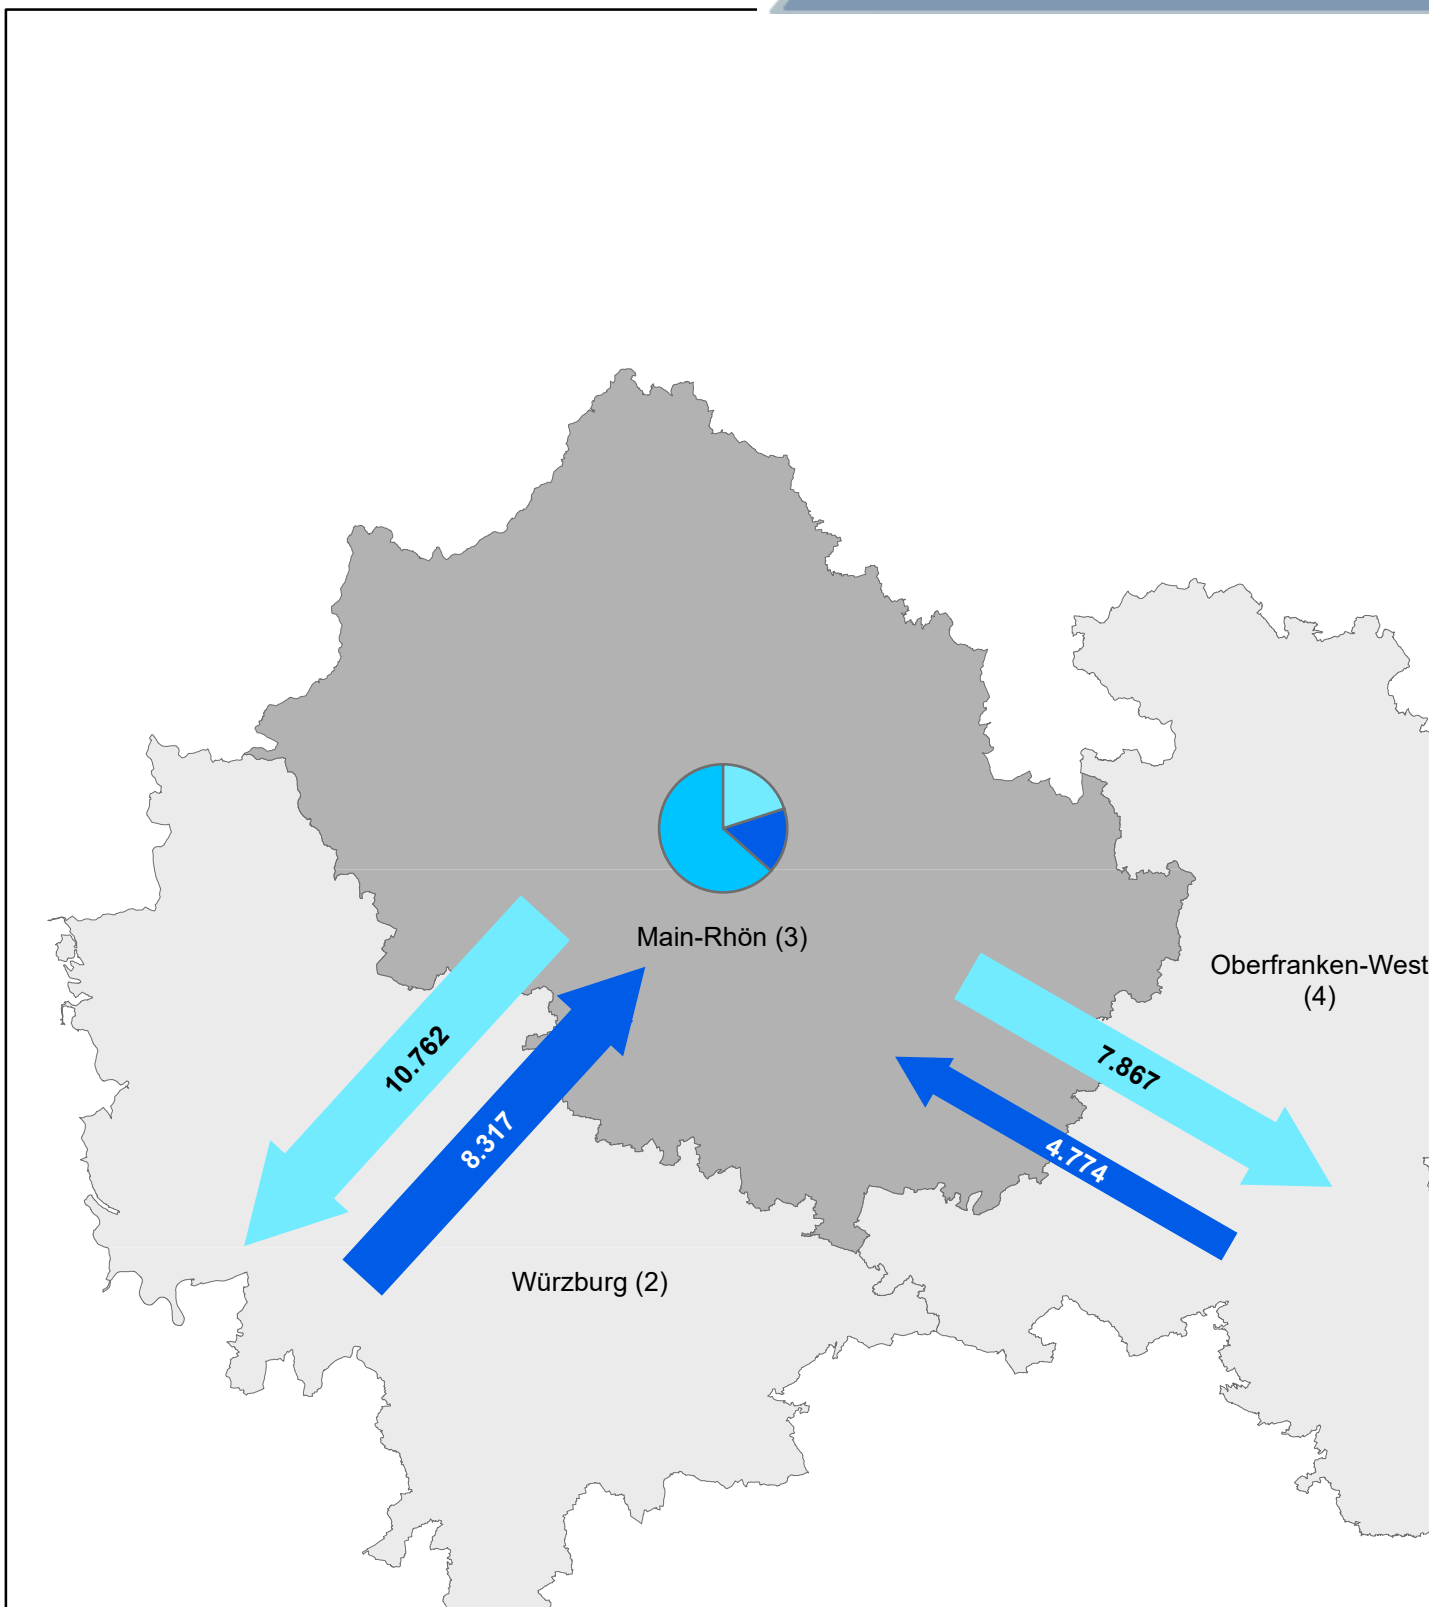 Main-Rhön (3)
Oberfranken-West
(4)
10.762
7.867
8.317
4.774
Würzburg (2)